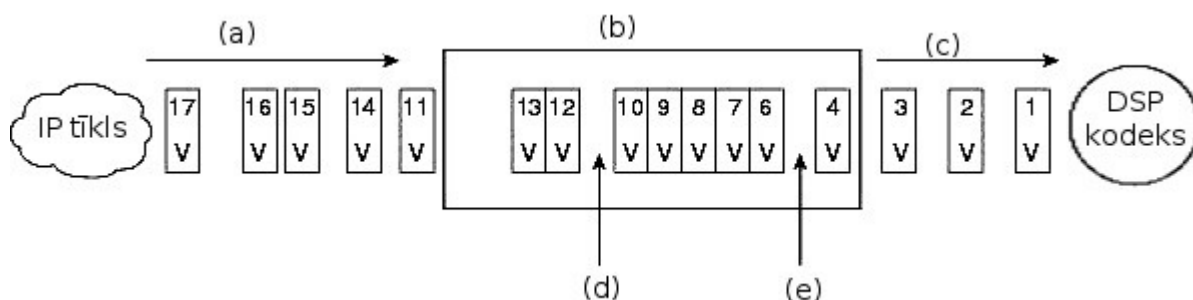 (a) (b) (c)
IP tīkls
17 16 15 14 11 13 12 10 9 8 7 6 4 3 2 1
V V V V V V V V V V V V V V V V
DSP
kodeks
(d) (e)